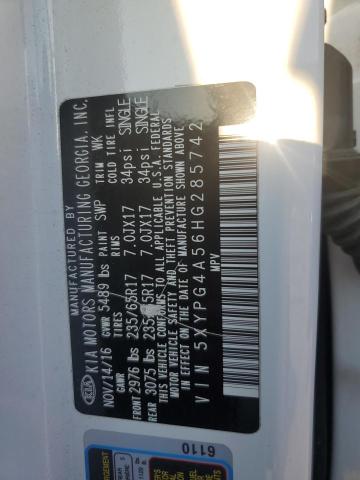 MANUFACTURED BY
KIA KIA MOTORS MANUFACTURING GEORGIA, INC.
NOV/14/16 GVWR 5489 lbs PAINT SWP TRIM WK
GAWR TIRES RIMS COLD TIRE INFL
FRONT 2976 lbs 235/65R17 7.0JX17 34psi SINGLE
REAR 3075 lbs 235/65R17 7.0JX17 34psi SINGLE
THIS VEHICLE CONFORMS TO ALL APPLICABLE U.S.A. FEDERAL
MOTOR VEHICLE SAFETY STANDARDS IN EFFECT ON THE
DATE OF MANUFACTURE SHOWN ABOVE.
VIN 5XYPG4A56HG285742
MPV
6110